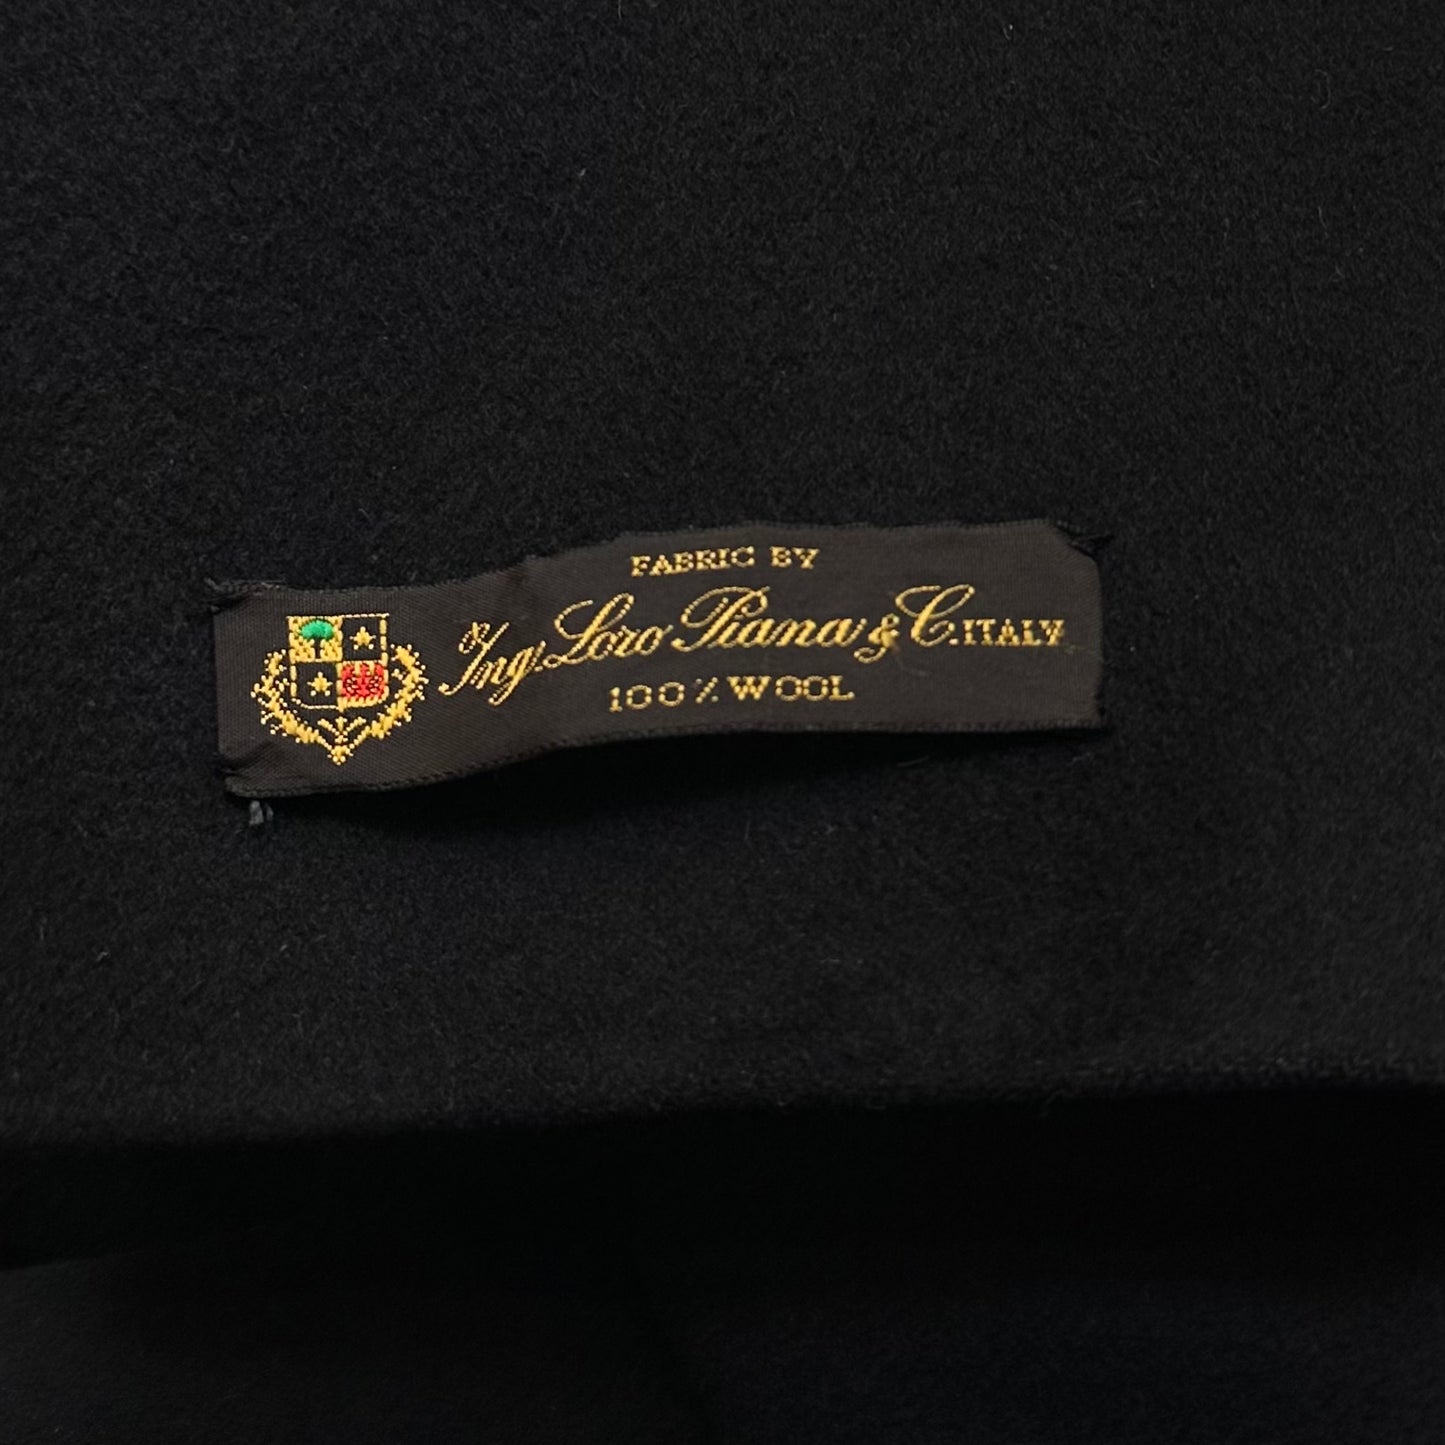 FABRIC BY
Ing. Loro Piana & C. ITALY
100% WOOL